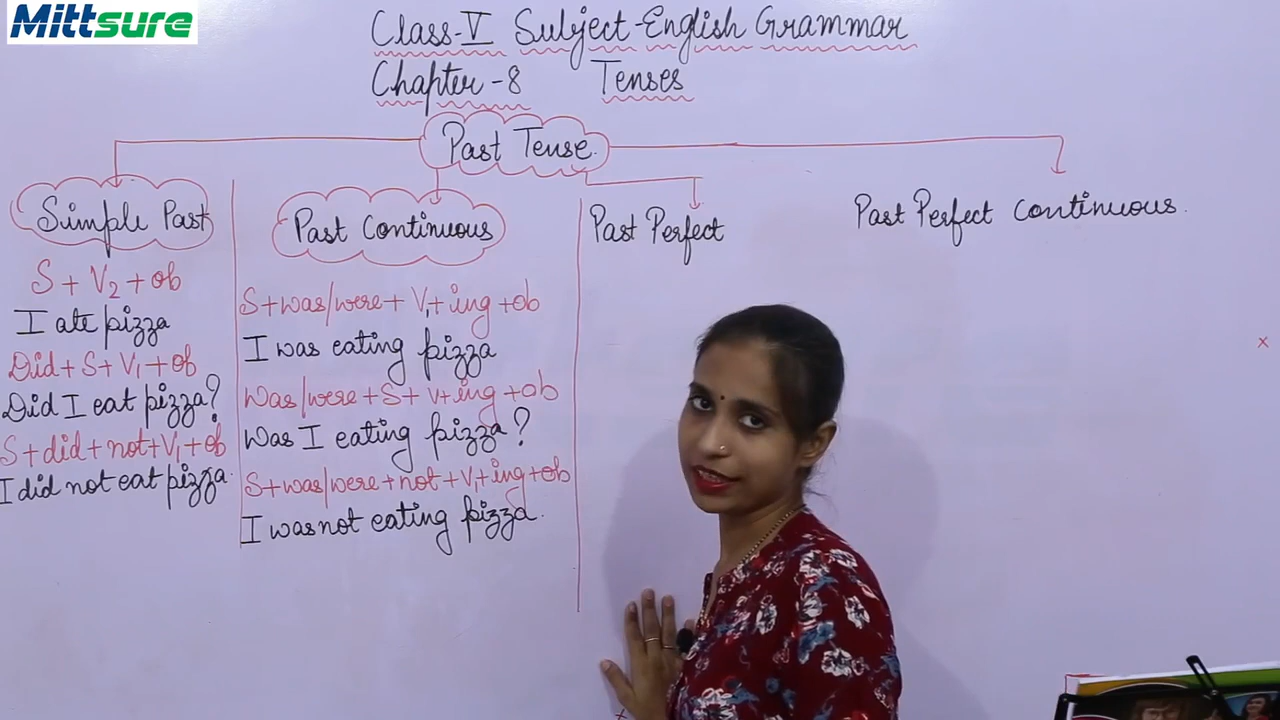 Mittsure
Class-V Subject-English Grammar
Chapter-8 Tenses
Past Tense.
Simple Past
S + V2 + ob
I ate pizza
Did + S + V1 + ob
Did I eat pizza?
S + did + not + V1 + ob
I did not eat pizza.
Past Continuous
S + was/were + V1 + ing + ob
I was eating pizza
Was/were + S + V + ing + ob
Was I eating pizza?
S + was/were + not + V1 + ing + ob
I was not eating pizza.
Past Perfect
Past Perfect Continuous.